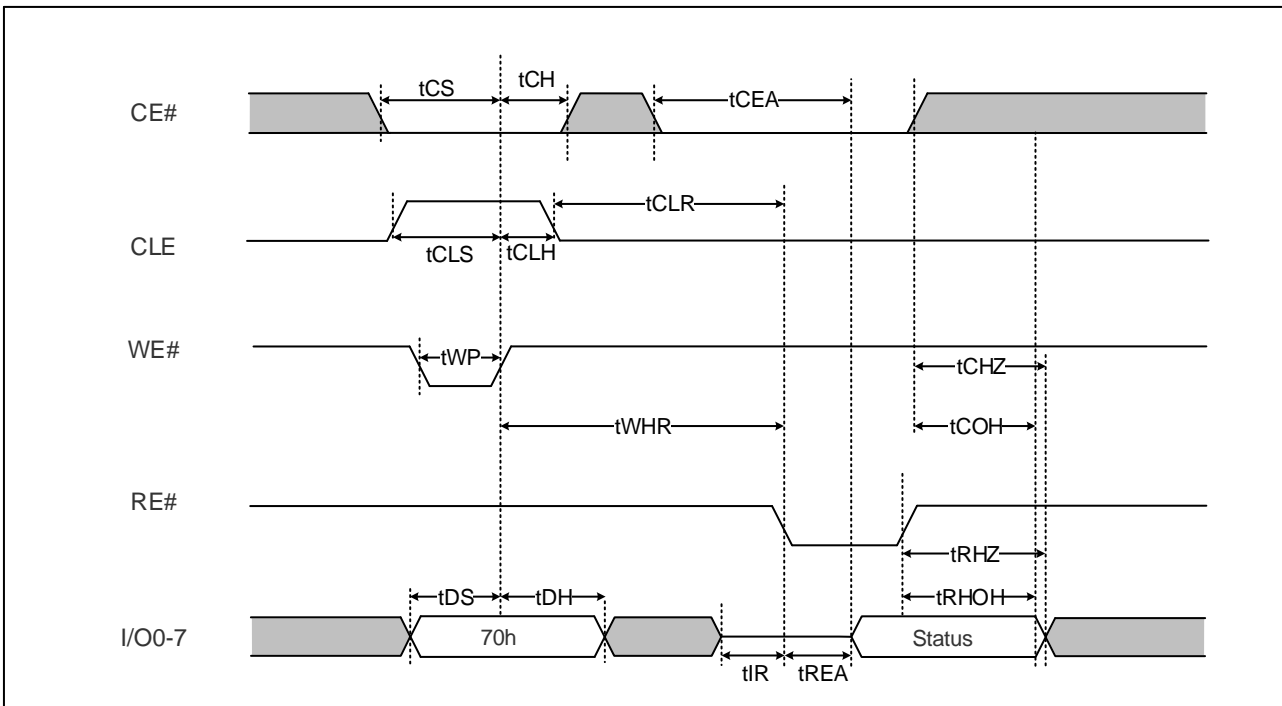 tCS
tCH
tCEA
CE#
tCLR
CLE
tCLS
tCLH
tWP
WE#
tCHZ
tWHR
tCOH
RE#
tRHZ
tDS
tDH
tRHOH
I/O0-7
70h
Status
tIR
tREA